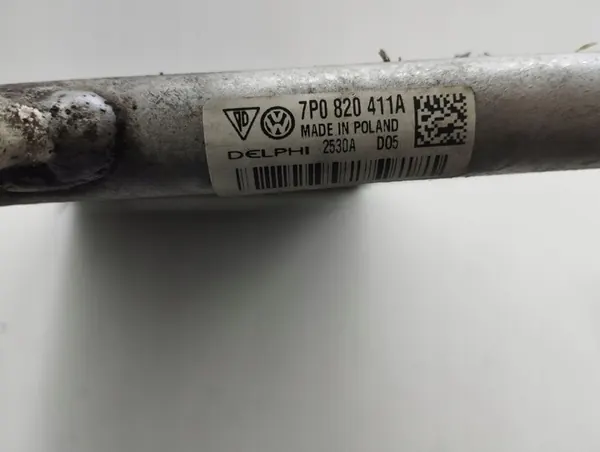 7P0 820 411A
MADE IN POLAND
DELPHI 2530A D05